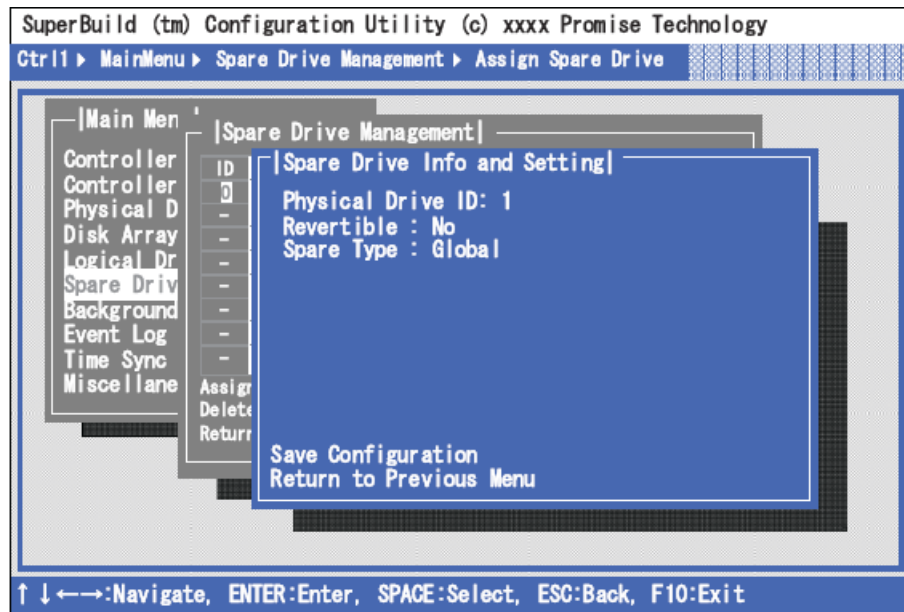 SuperBuild (tm) Configuration Utility (c) xxxx Promise Technology
Ctrl1 ▶ MainMenu ▶ Spare Drive Management ▶ Assign Spare Drive
|Main Men
Controller
Controller
Physical D
Disk Array
Logical Dr
Spare Driv
Background
Event Log
Time Sync
Miscellane
|Spare Drive Management|
ID
0
-
-
-
-
-
-
-
Assign
Delete
Return
|Spare Drive Info and Setting|
Physical Drive ID: 1
Revertible : No
Spare Type : Global
Save Configuration
Return to Previous Menu
↑↓←→:Navigate, ENTER:Enter, SPACE:Select, ESC:Back, F10:Exit